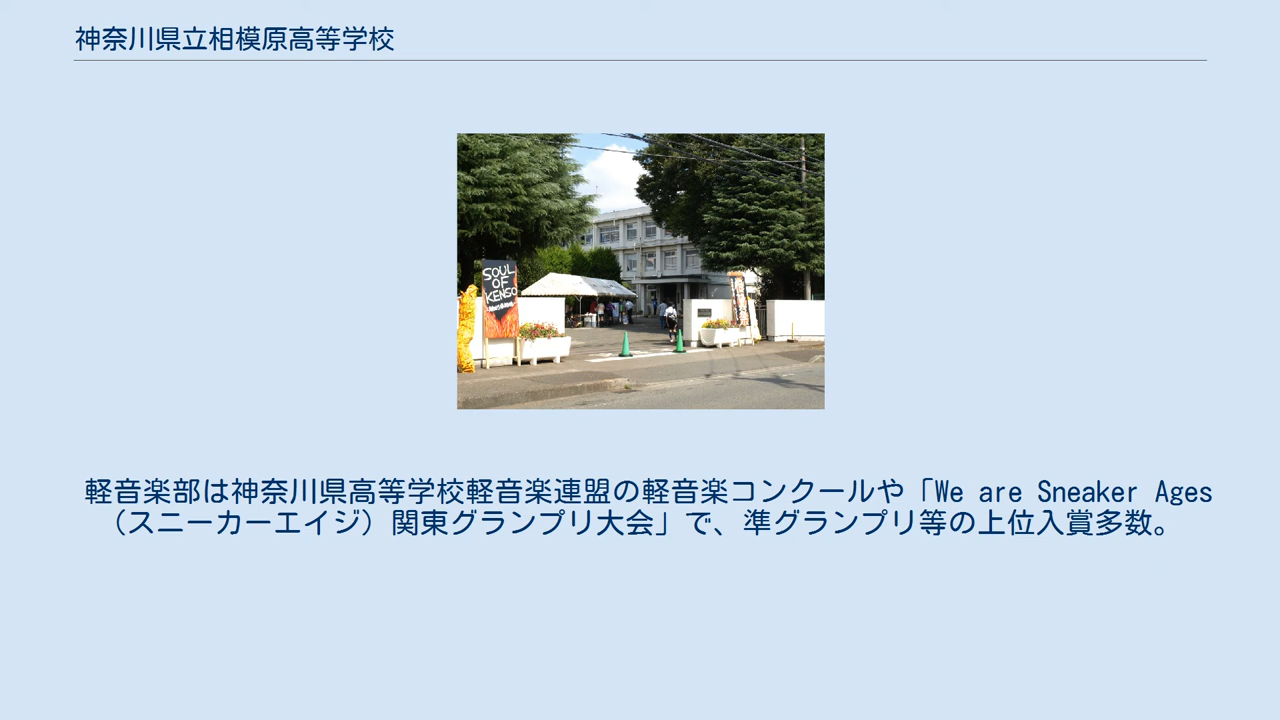 神奈川県立相模原高等学校
SOUL
OF
KENSO
軽音楽部は神奈川県高等学校軽音楽連盟の軽音楽コンクールや「We are Sneaker Ages
（スニーカーエイジ）関東グランプリ大会」で、準グランプリ等の上位入賞多数。